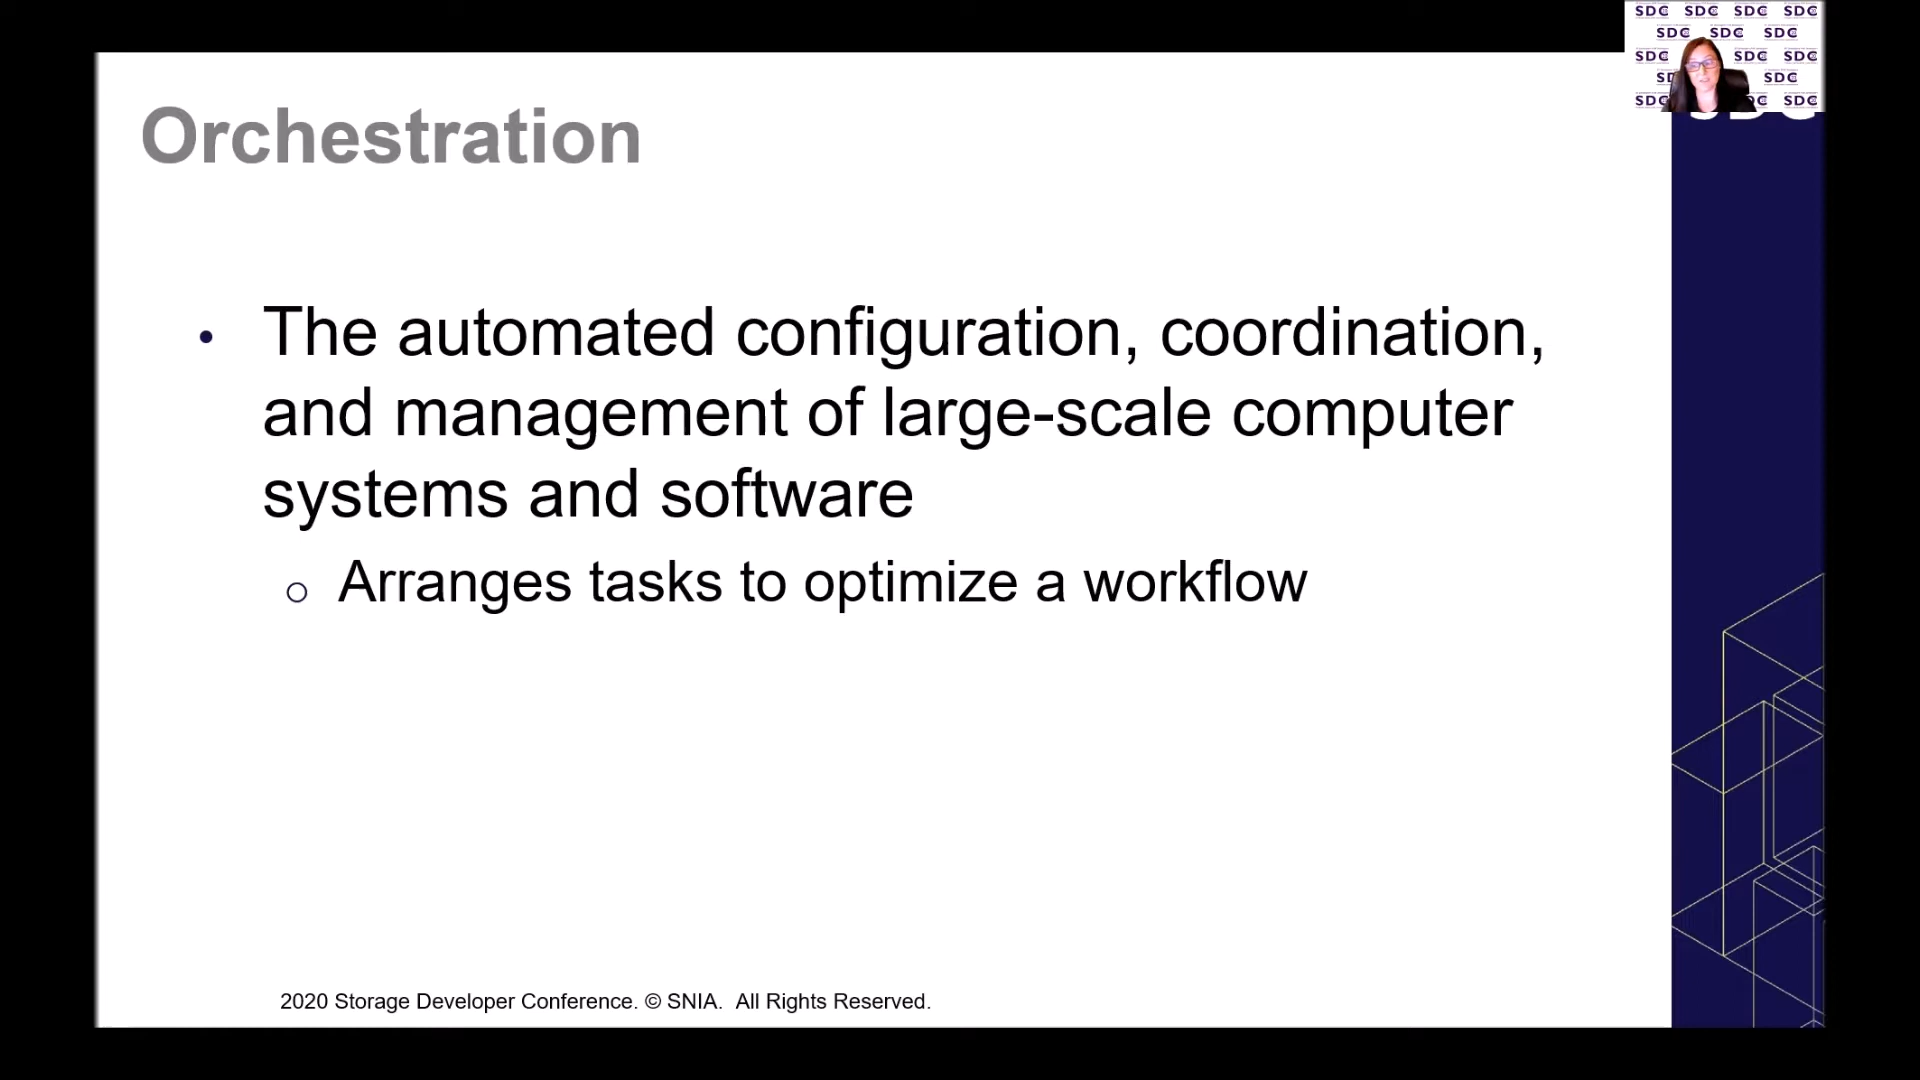 SDC SDC SDC SDC
SDC SDC SDC
SDC SDC SDC
SDC
SDC SDC
Orchestration
• The automated configuration, coordination,
and management of large-scale computer
systems and software
o Arranges tasks to optimize a workflow
2020 Storage Developer Conference. © SNIA. All Rights Reserved.